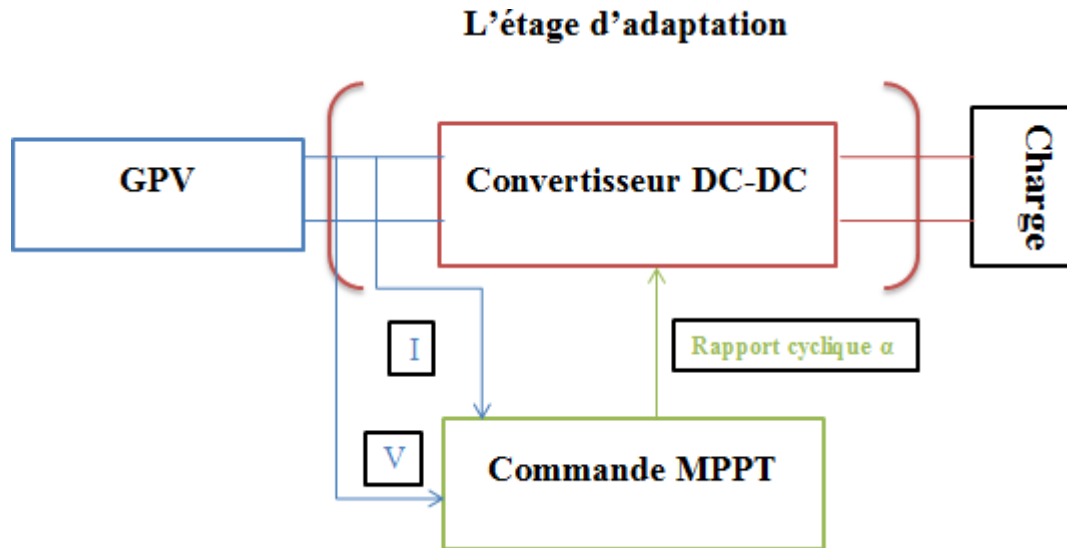 L’étage d’adaptation
GPV
Convertisseur DC-DC
Charge
I
Rapport cyclique α
V
Commande MPPT